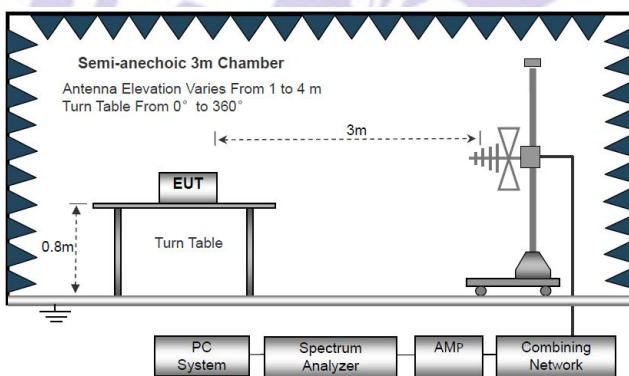 Semi-anechoic 3m Chamber
Antenna Elevation Varies From 1 to 4 m
Turn Table From 0° to 360°
3m
EUT
0.8m
Turn Table
PC
System
Spectrum
Analyzer
AMP
Combining
Network